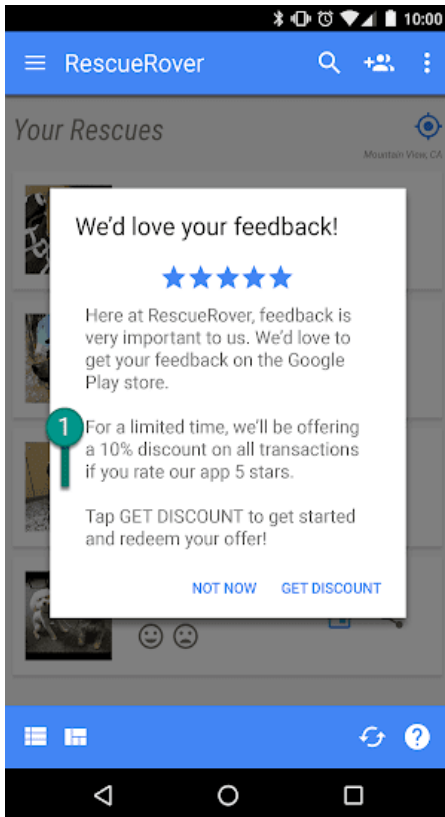 10:00
RescueRover
Your Rescues
Mountain View, CA
We’d love your feedback!
Here at RescueRover, feedback is
very important to us. We’d love to
get your feedback on the Google
Play store.
1
For a limited time, we’ll be offering
a 10% discount on all transactions
if you rate our app 5 stars.
Tap GET DISCOUNT to get started
and redeem your offer!
NOT NOW GET DISCOUNT
?